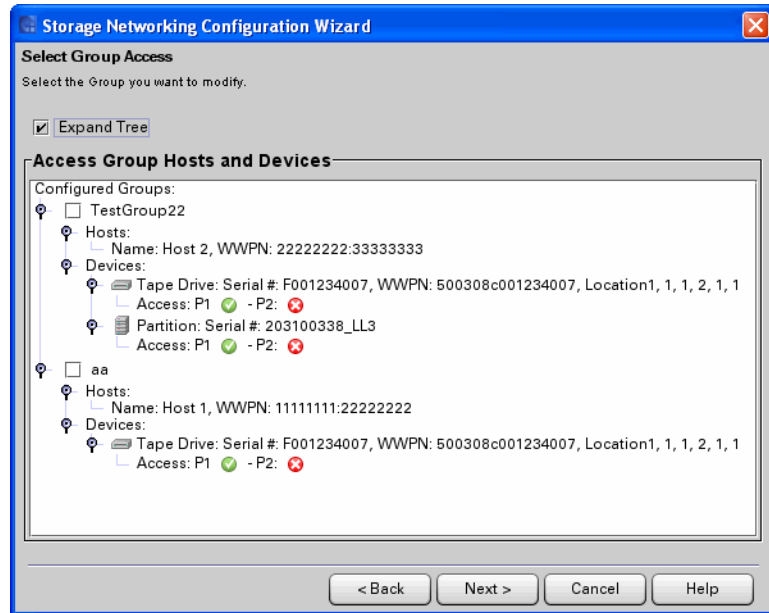 Storage Networking Configuration Wizard
Select Group Access
Select the Group you want to modify.
Expand Tree
Access Group Hosts and Devices
Configured Groups:
TestGroup22
Hosts:
Name: Host 2, WWPN: 22222222:33333333
Devices:
Tape Drive: Serial #: F001234007, WWPN: 500308c001234007, Location1, 1, 1, 2, 1, 1
Access: P1 - P2:
Partition: Serial #: 203100338_LL3
Access: P1 - P2:
aa
Hosts:
Name: Host 1, WWPN: 11111111:22222222
Devices:
Tape Drive: Serial #: F001234007, WWPN: 500308c001234007, Location1, 1, 1, 2, 1, 1
Access: P1 - P2:
< Back Next > Cancel Help